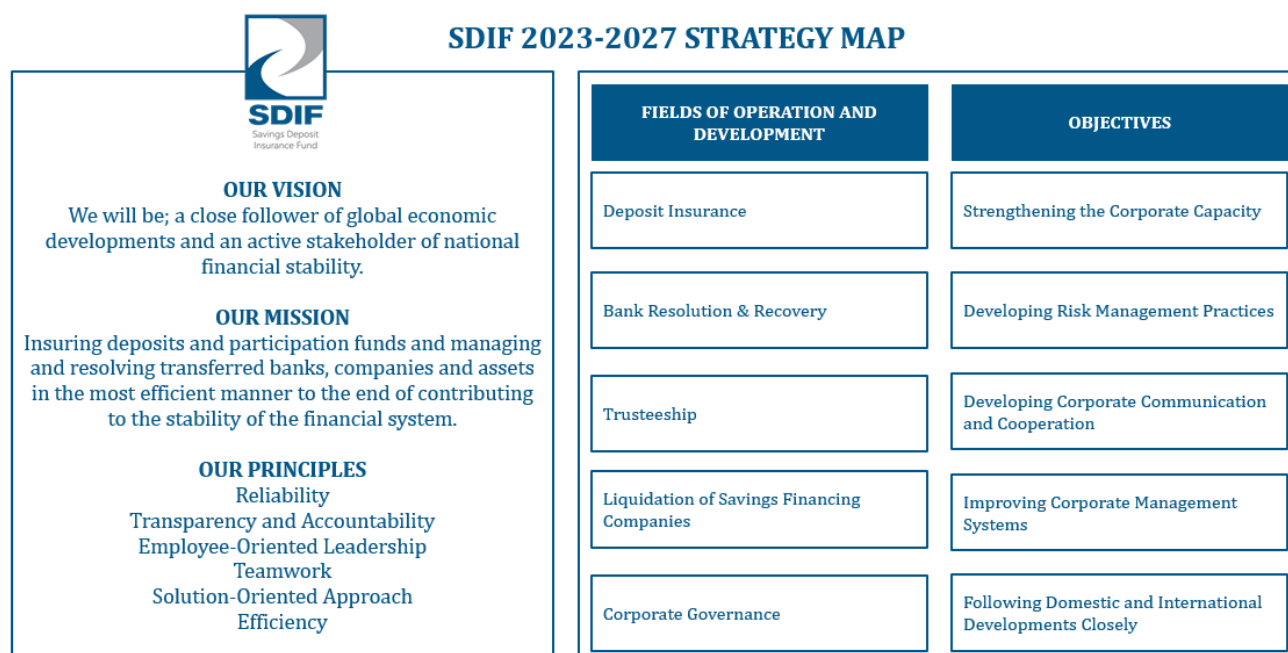 SDIF 2023-2027 STRATEGY MAP
SDIF
Savings Deposit
Insurance Fund
OUR VISION
We will be; a close follower of global economic
developments and an active stakeholder of national
financial stability.
OUR MISSION
Insuring deposits and participation funds and managing
and resolving transferred banks, companies and assets
in the most efficient manner to the end of contributing
to the stability of the financial system.
OUR PRINCIPLES
Reliability
Transparency and Accountability
Employee-Oriented Leadership
Teamwork
Solution-Oriented Approach
Efficiency
FIELDS OF OPERATION AND
DEVELOPMENT
Deposit Insurance
Bank Resolution & Recovery
Trusteeship
Liquidation of Savings Financing
Companies
Corporate Governance
OBJECTIVES
Strengthening the Corporate Capacity
Developing Risk Management Practices
Developing Corporate Communication
and Cooperation
Improving Corporate Management
Systems
Following Domestic and International
Developments Closely